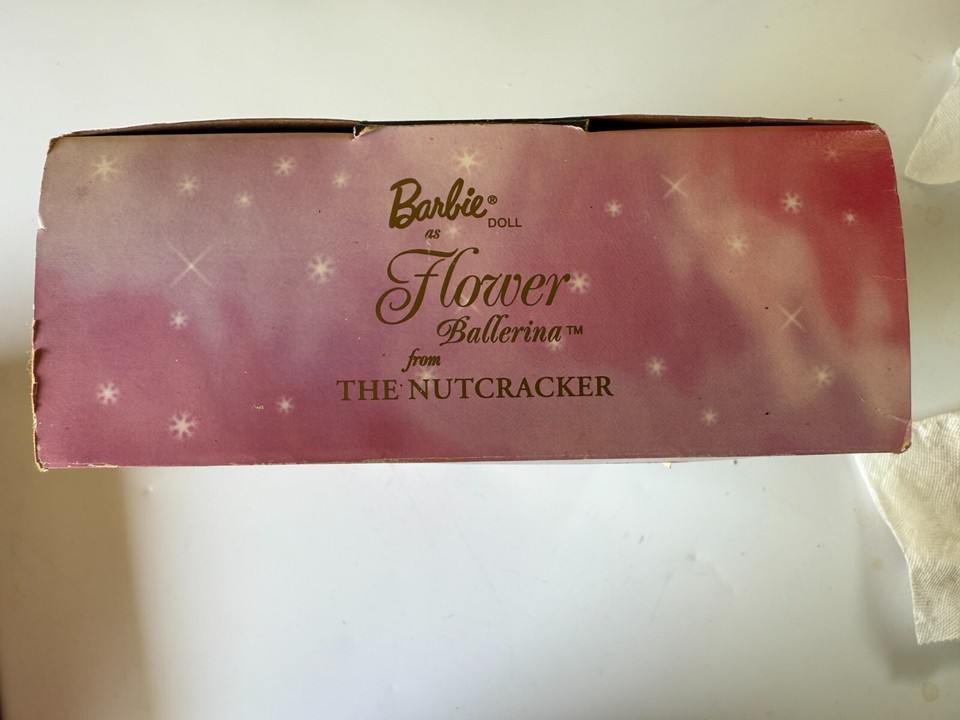 Barbie® DOLL
as
Flower
Ballerina™
from
THE NUTCRACKER